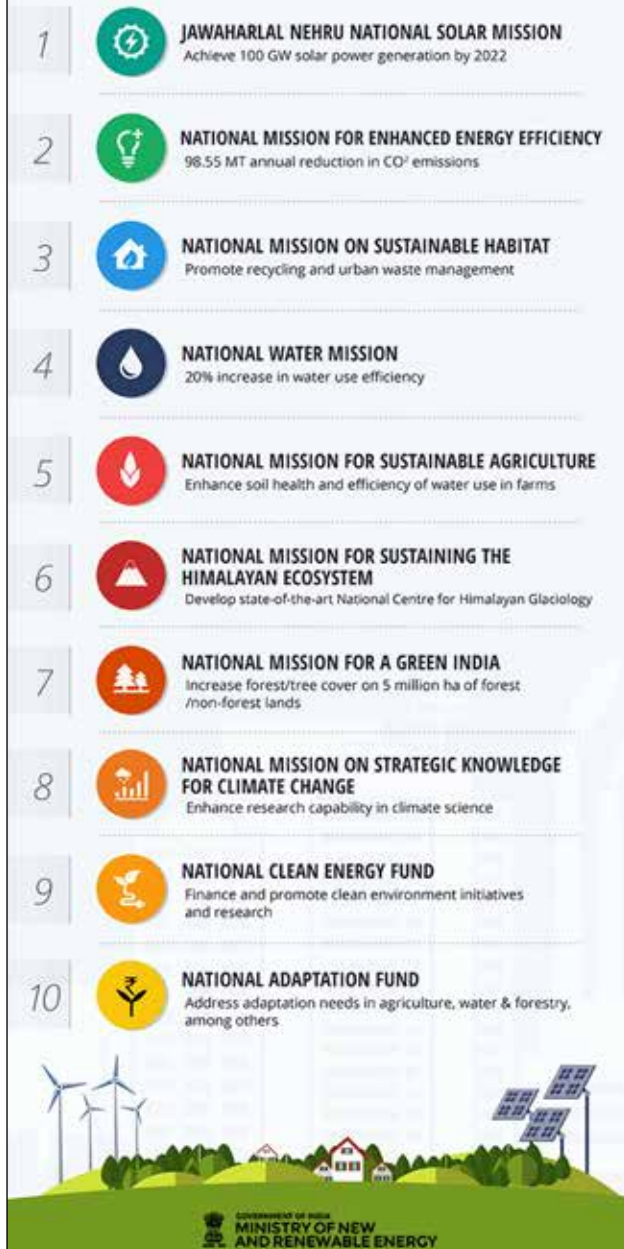 1
JAWAHARLAL NEHRU NATIONAL SOLAR MISSION
Achieve 100 GW solar power generation by 2022
2
NATIONAL MISSION FOR ENHANCED ENERGY EFFICIENCY
98.55 MT annual reduction in CO² emissions
3
NATIONAL MISSION ON SUSTAINABLE HABITAT
Promote recycling and urban waste management
4
NATIONAL WATER MISSION
20% increase in water use efficiency
5
NATIONAL MISSION FOR SUSTAINABLE AGRICULTURE
Enhance soil health and efficiency of water use in farms
6
NATIONAL MISSION FOR SUSTAINING THE
HIMALAYAN ECOSYSTEM
Develop state-of-the-art National Centre for Himalayan Glaciology
7
NATIONAL MISSION FOR A GREEN INDIA
Increase forest/tree cover on 5 million ha of forest
/non-forest lands
8
NATIONAL MISSION ON STRATEGIC KNOWLEDGE
FOR CLIMATE CHANGE
Enhance research capability in climate science
9
NATIONAL CLEAN ENERGY FUND
Finance and promote clean environment initiatives
and research
10
₹
NATIONAL ADAPTATION FUND
Address adaptation needs in agriculture, water & forestry,
among others
GOVERNMENT OF INDIA
MINISTRY OF NEW
AND RENEWABLE ENERGY